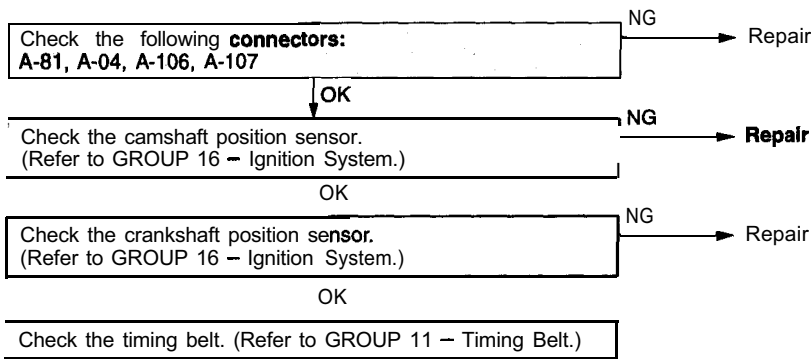 Check the following connectors:
A-81, A-04, A-106, A-107
NG
Repair
OK
Check the camshaft position sensor.
(Refer to GROUP 16 – Ignition System.)
NG
Repair
OK
Check the crankshaft position sensor.
(Refer to GROUP 16 – Ignition System.)
NG
Repair
OK
Check the timing belt. (Refer to GROUP 11 – Timing Belt.)